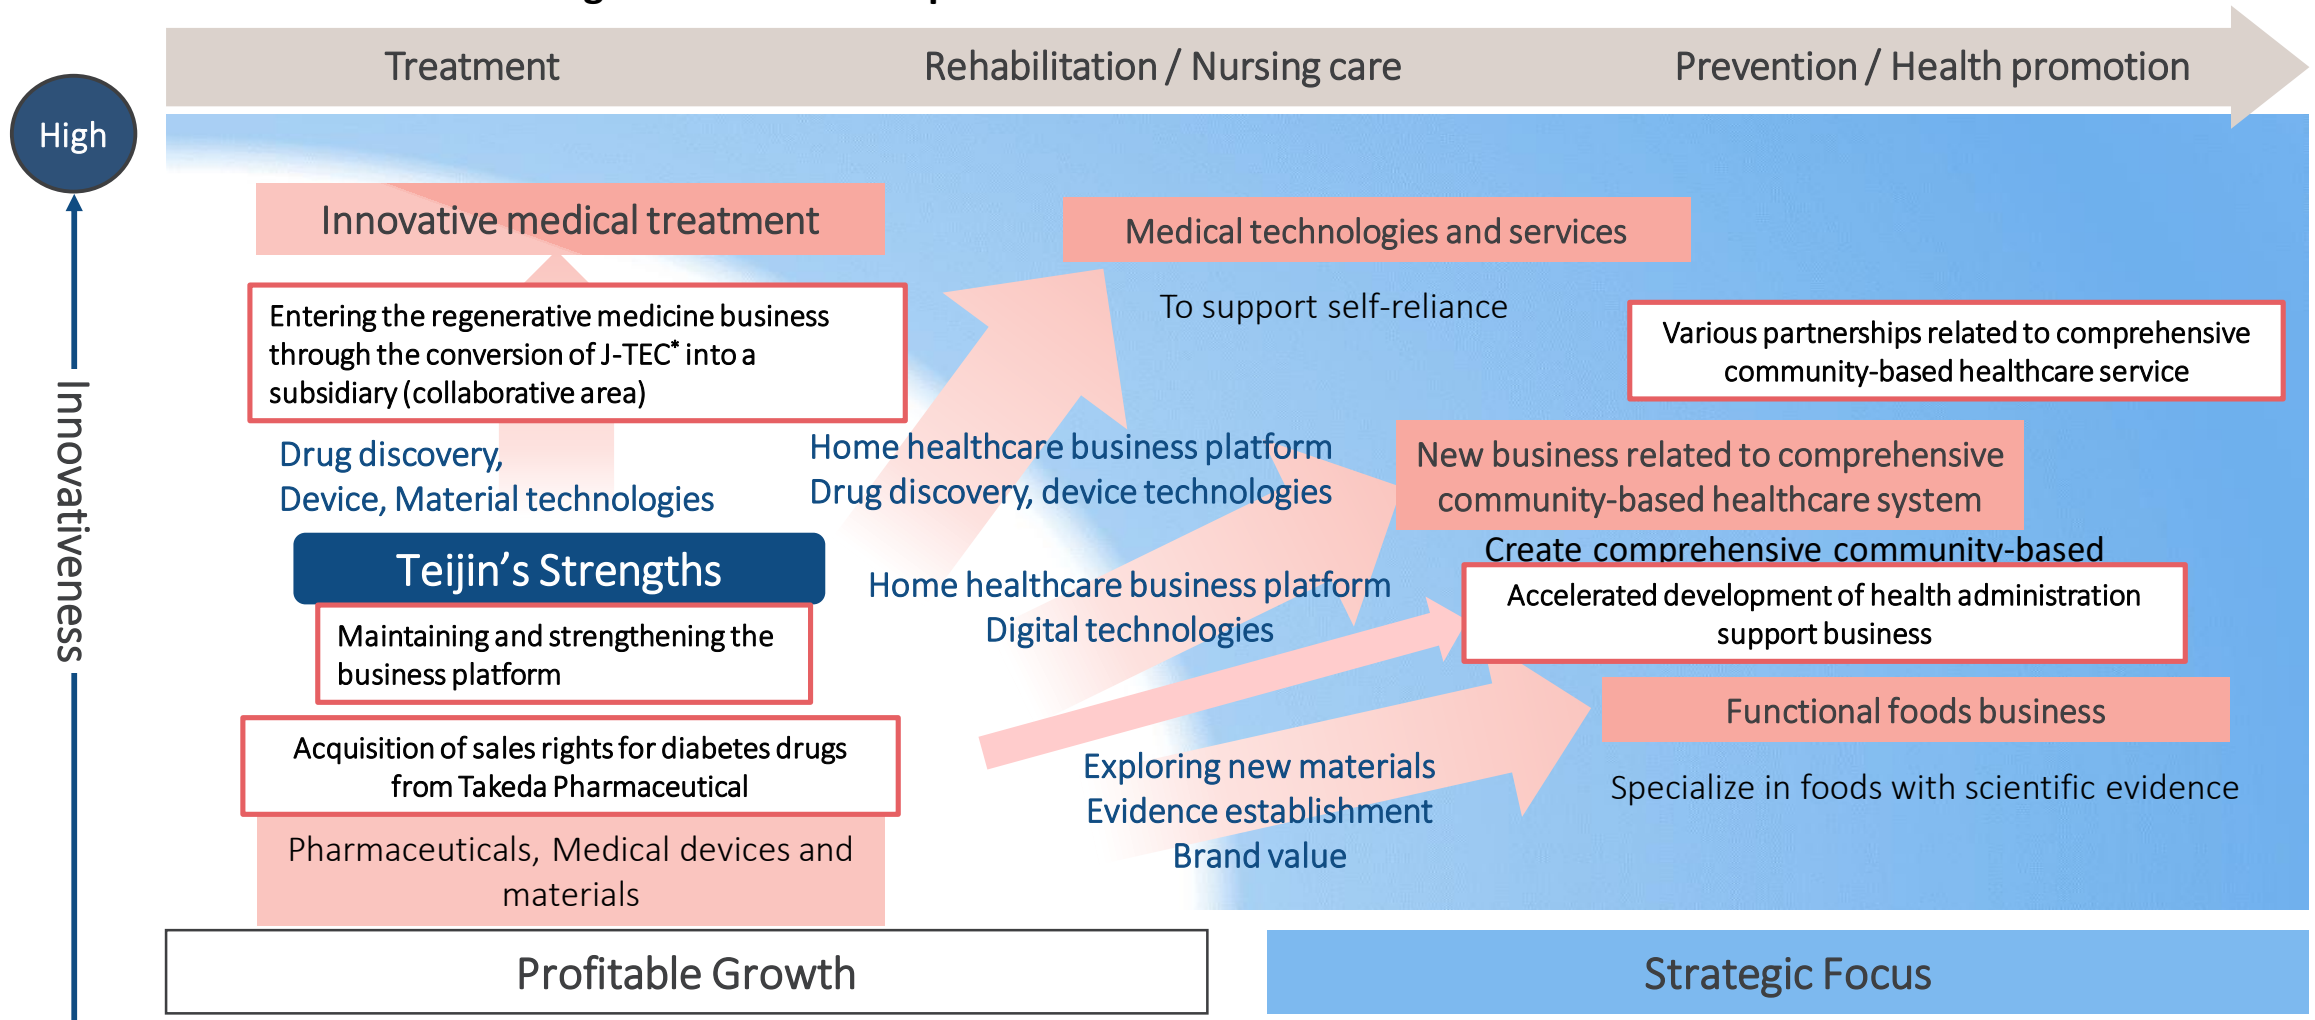 Treatment
Rehabilitation / Nursing care
Prevention / Health promotion
High
Innovativeness
Innovative medical treatment
Entering the regenerative medicine business
through the conversion of J-TEC* into a
subsidiary (collaborative area)
Drug discovery,
Device, Material technologies
Teijin's Strengths
Maintaining and strengthening the
business platform
Acquisition of sales rights for diabetes drugs
from Takeda Pharmaceutical
Pharmaceuticals, Medical devices and
materials
Medical technologies and services
To support self-reliance
Home healthcare business platform
Drug discovery, device technologies
Home healthcare business platform
Digital technologies
Exploring new materials
Evidence establishment
Brand value
Various partnerships related to comprehensive
community-based healthcare service
New business related to comprehensive
community-based healthcare system
Create comprehensive community-based
Accelerated development of health administration
support business
Functional foods business
Specialize in foods with scientific evidence
Profitable Growth
Strategic Focus